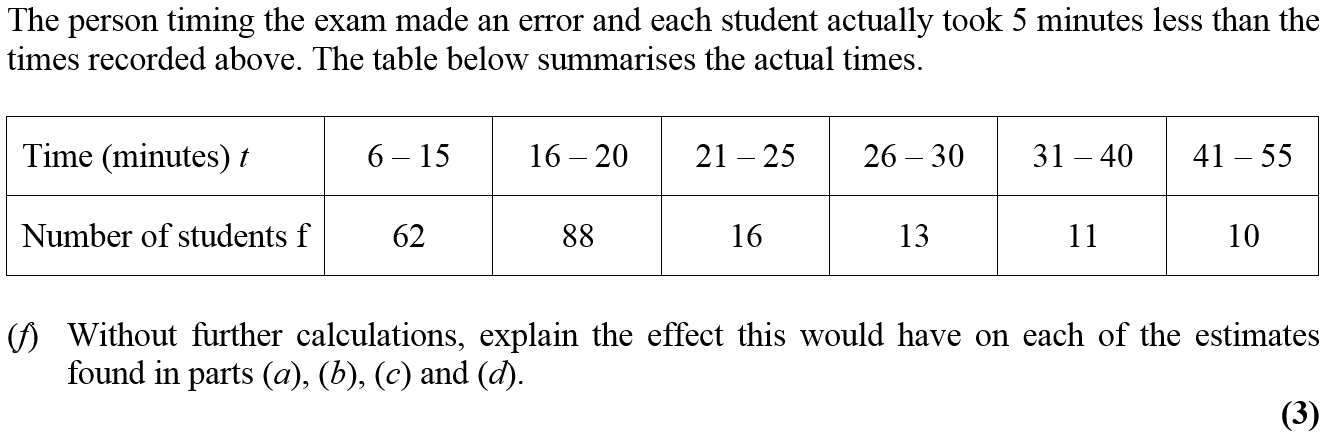 The person timing the exam made an error and each student actually took 5 minutes less than the
times recorded above. The table below summarises the actual times.
Time (minutes) t 6 – 15 16 – 20 21 – 25 26 – 30 31 – 40 41 – 55
Number of students f 62 88 16 13 11 10
(f) Without further calculations, explain the effect this would have on each of the estimates
found in parts (a), (b), (c) and (d).
(3)